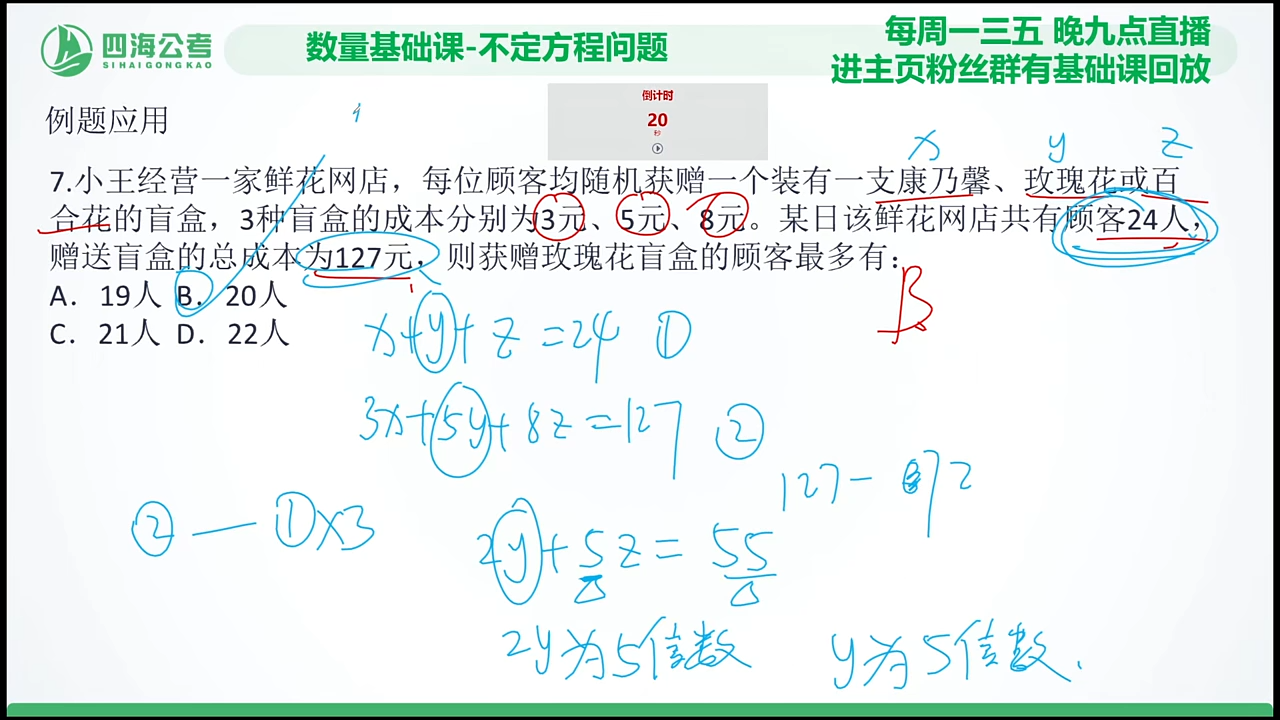 四海公考
SIHAIGONGKAO
数量基础课-不定方程问题
每周一三五 晚九点直播
进主页粉丝群有基础课回放
倒计时
20
秒
例题应用
x y z
7.小王经营一家鲜花网店，每位顾客均随机获赠一个装有一支康乃馨、玫瑰花或百
合花的盲盒，3种盲盒的成本分别为3元、5元、8元。某日该鲜花网店共有顾客24人，
赠送盲盒的总成本为127元，则获赠玫瑰花盲盒的顾客最多有：
A. 19人 B. 20人
C. 21人 D. 22人
B
x+y+z=24 ①
3x+5y+8z=127 ②
127-72
② — ①×3
2y+5z=55
2y为5倍数 y为5倍数.